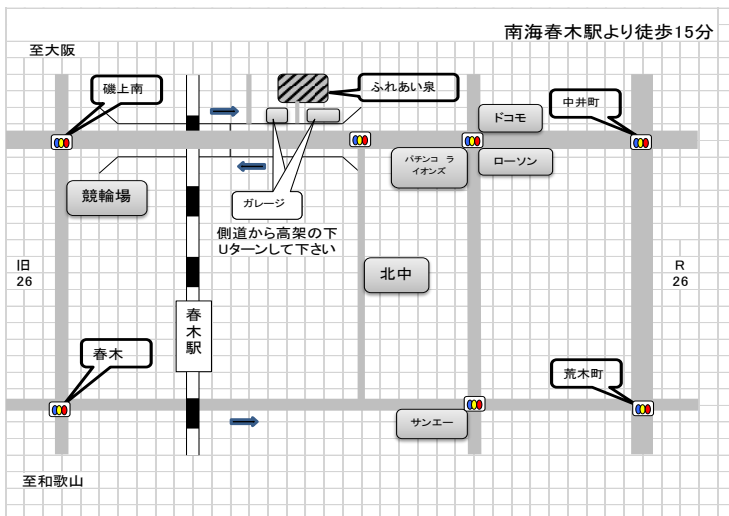 南海春木駅より徒歩15分
至大阪
磯上南
ふれあい泉
ドコモ
中井町
パチンコ ラ
イオンズ
ローソン
競輪場
ガレージ
側道から高架の下
Uターンして下さい
旧
26
北中
R
26
春
木
駅
春木
荒木町
サンエー
至和歌山